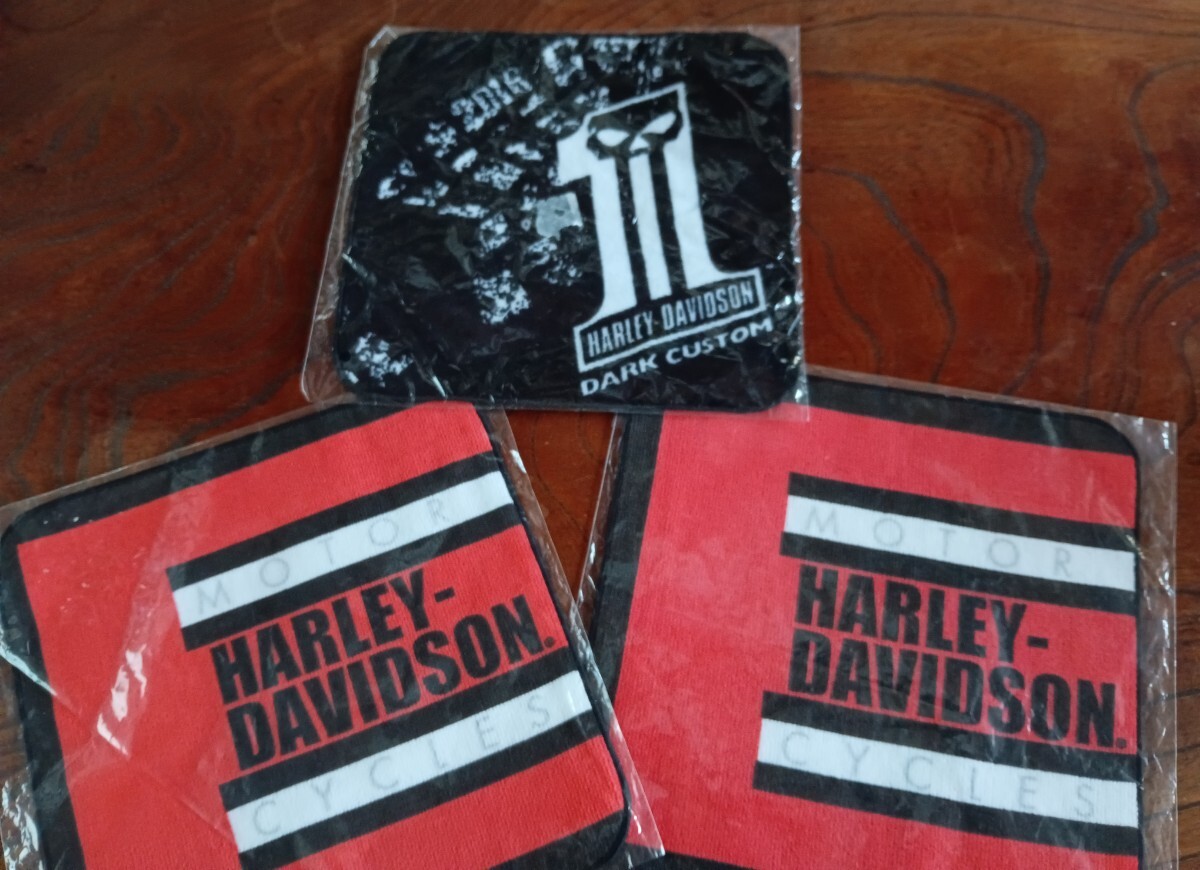 2016
1
HARLEY-DAVIDSON
DARK CUSTOM
MOTOR
HARLEY-
DAVIDSON.
CYCLES
MOTOR
HARLEY-
DAVIDSON.
CYCLES